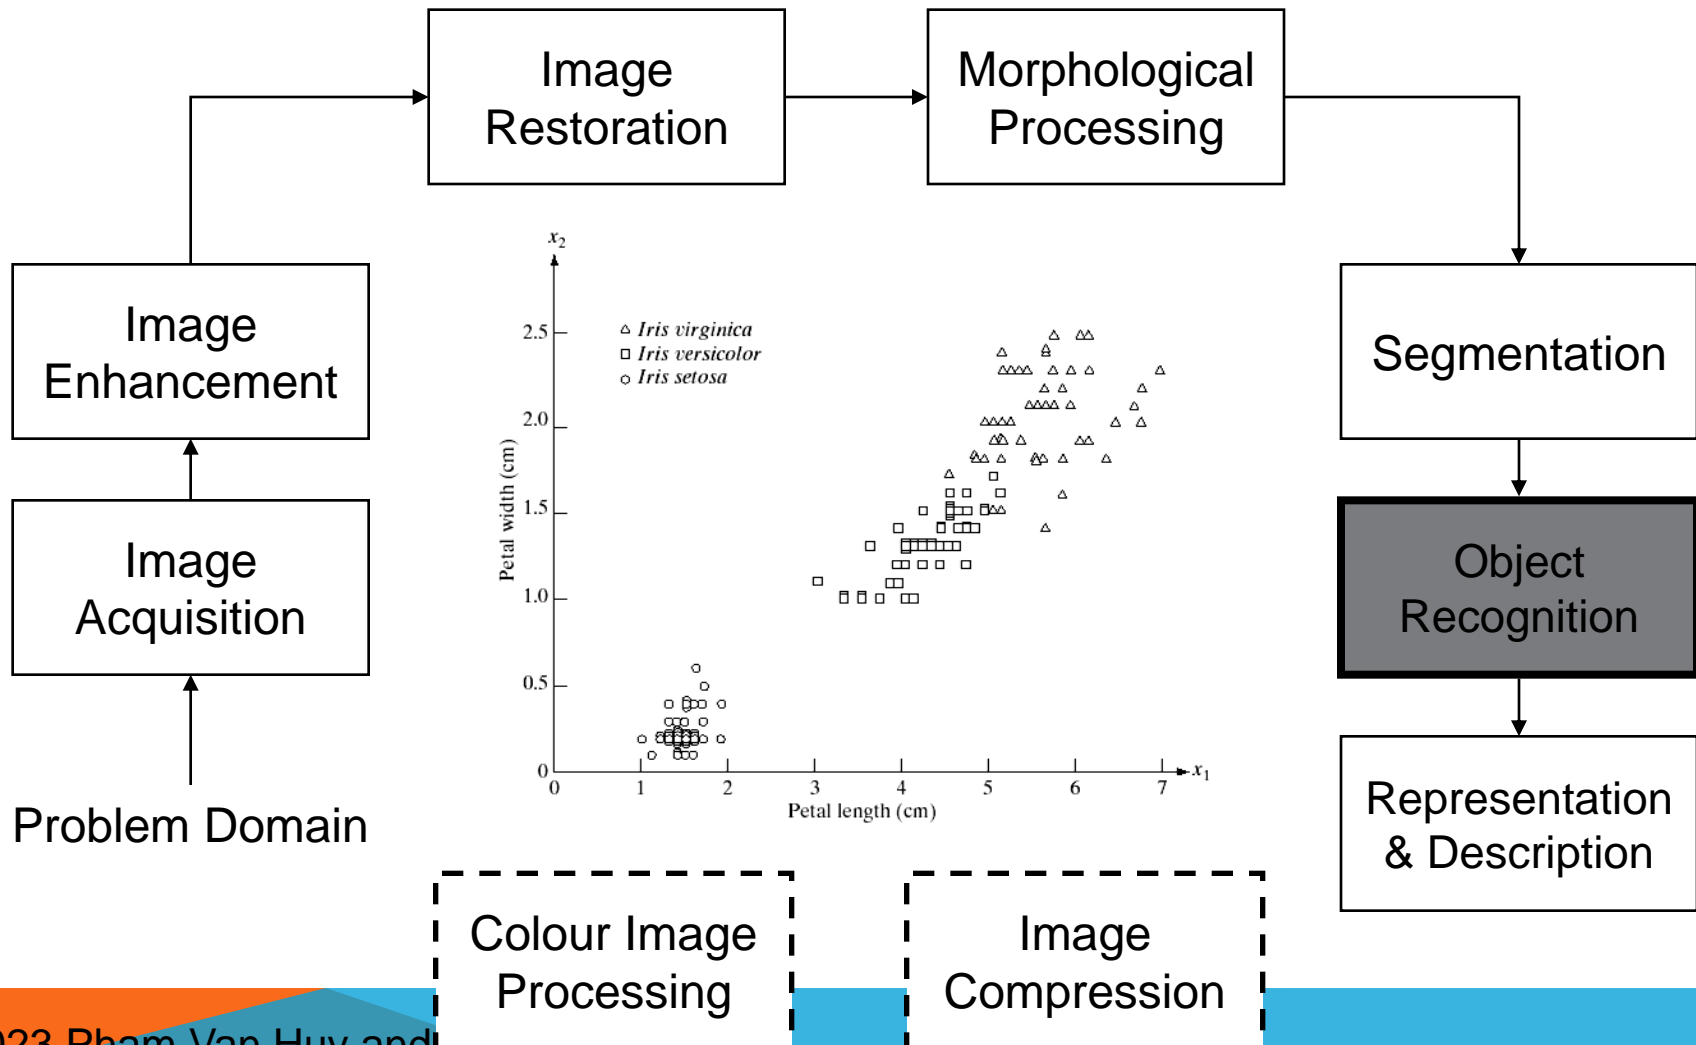 Image
Restoration
Morphological
Processing
Image
Enhancement
Segmentation
Image
Acquisition
Object
Recognition
Problem Domain
Representation
& Description
x2
2.5
2.0
1.5
1.0
0.5
0
Petal width (cm)
△ Iris virginica
□ Iris versicolor
○ Iris setosa
0 1 2 3 4 5 6 7
x1
Petal length (cm)
Colour Image
Processing
Image
Compression
023 Pham Van Huy and